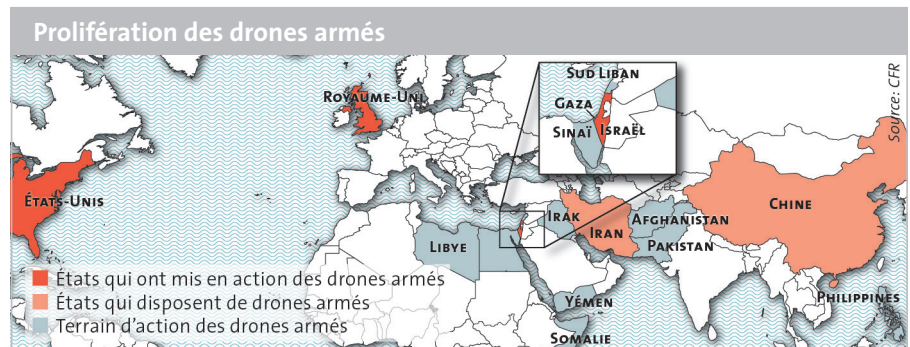 Prolifération des drones armés
Source: CFR
SUD LIBAN
ROYAUME-UNI
GAZA
SINAÏ
ISRAËL
ÉTATS-UNIS
CHINE
IRAK
AFGHANISTAN
IRAN
LIBYE
PAKISTAN
États qui ont mis en action des drones armés
États qui disposent de drones armés
PHILIPPINES
YÉMEN
Terrain d'action des drones armés
SOMALIE